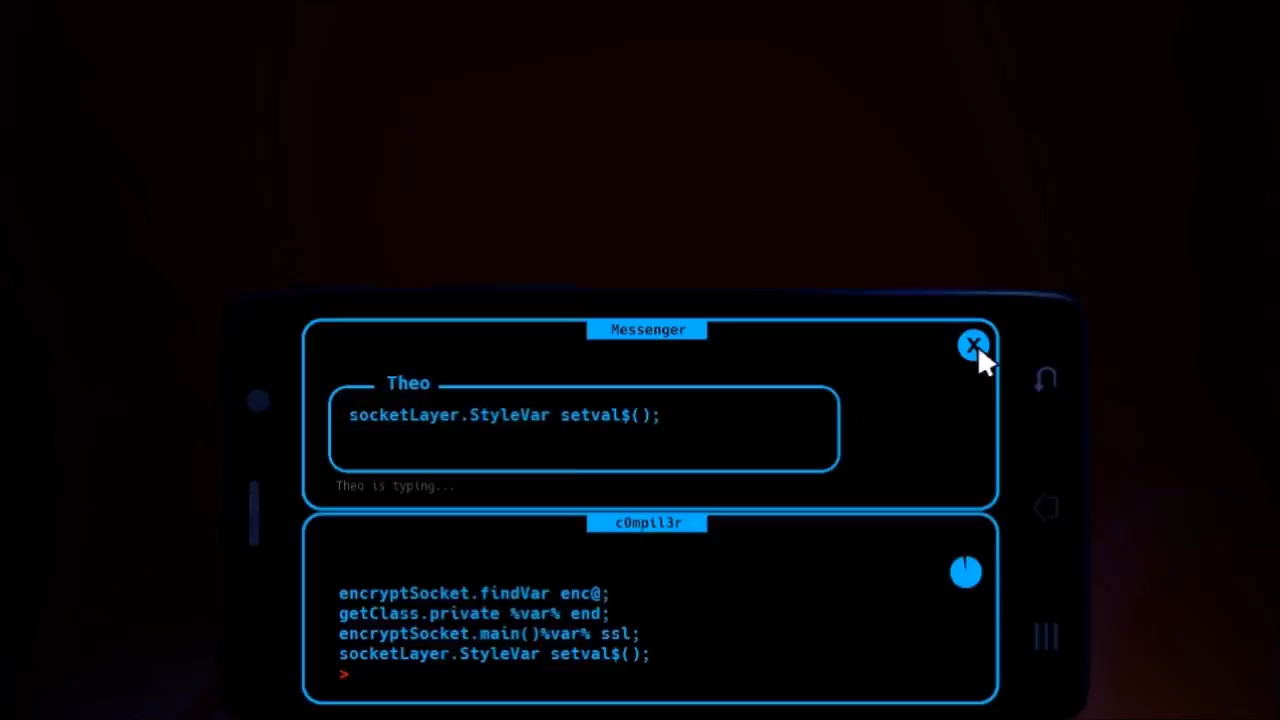 Messenger
X
Theo
socketLayer.StyleVar setval$();
Theo is typing...
c0mpil3r
encryptSocket.findVar enc@;
getClass.private %var% end;
encryptSocket.main()%var% ssl;
socketLayer.StyleVar setval$();
>